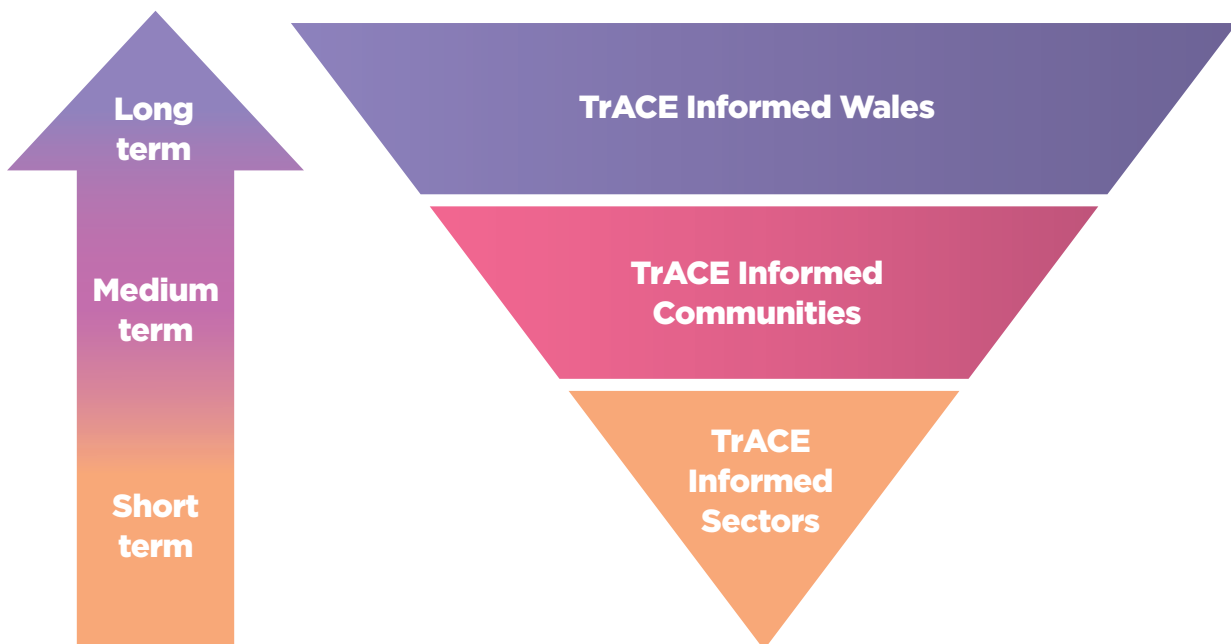 Long
term
TrACE Informed Wales
Medium
term
TrACE Informed
Communities
Short
term
TrACE
Informed
Sectors